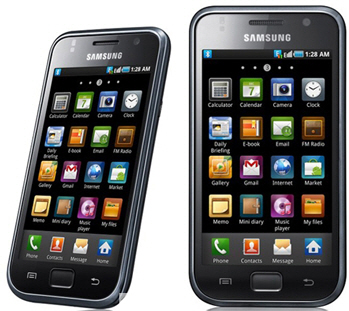 SAMSUNG
1:28 AM
Calculator Calendar Camera Clock
Daily Briefing E-book Email FM Radio
Gallery Gmail Internet Market
Memo Mini diary Music player My files
Phone Contacts Messaging Home
SAMSUNG
3
1:28 AM
Calculator Calendar Camera Clock
Daily Briefing E-book Email FM Radio
Gallery Gmail Internet Market
Memo Mini diary Music player My files
Phone Contacts Message Home